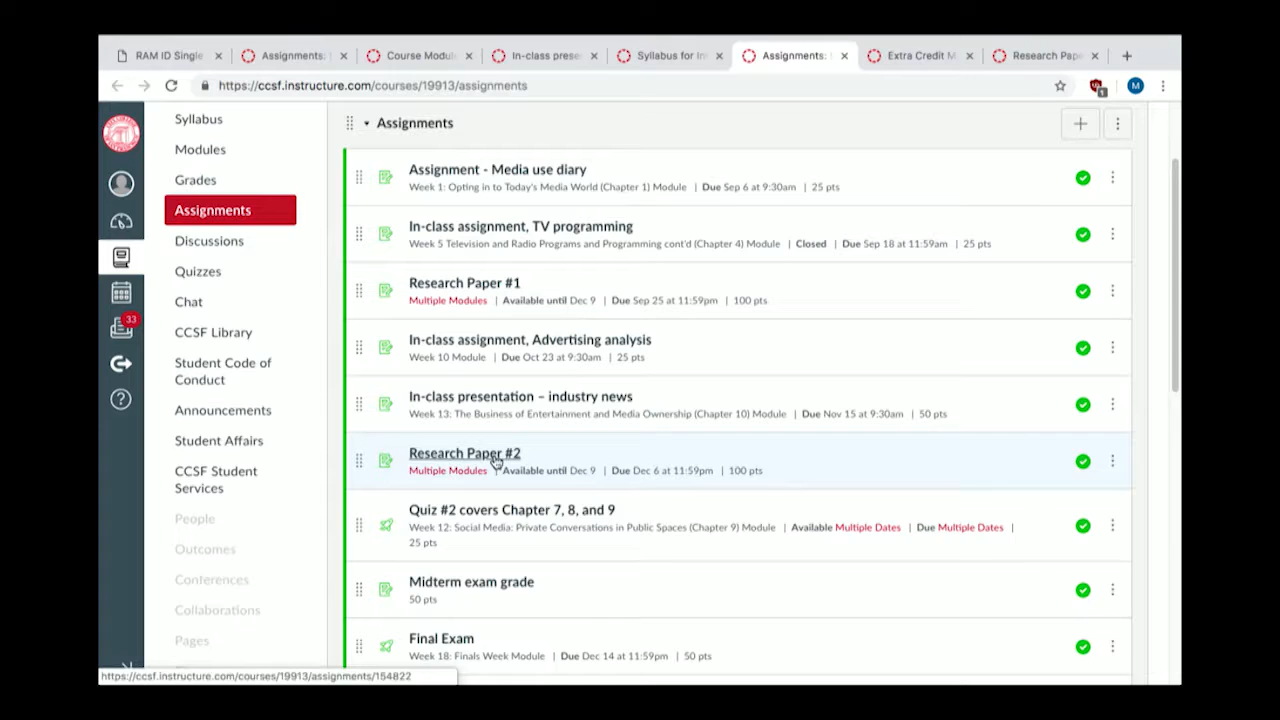 RAM ID Single
Assignments:
Course Modul
In-class prese
Syllabus for In
Assignments:
Extra Credit M
Research Pape
https://ccsf.instructure.com/courses/19913/assignments
1
M
Syllabus
Modules
Grades
Assignments
Discussions
Quizzes
Chat
CCSF Library
Student Code of
Conduct
Announcements
Student Affairs
CCSF Student
Services
People
Outcomes
Conferences
Collaborations
Pages
33
Assignments
Assignment - Media use diary
Week 1: Opting in to Today's Media World (Chapter 1) Module | Due Sep 6 at 9:30am | 25 pts
In-class assignment, TV programming
Week 5 Television and Radio Programs and Programming cont'd (Chapter 4) Module | Closed | Due Sep 18 at 11:59am | 25 pts
Research Paper #1
Multiple Modules | Available until Dec 9 | Due Sep 25 at 11:59pm | 100 pts
In-class assignment, Advertising analysis
Week 10 Module | Due Oct 23 at 9:30am | 25 pts
In-class presentation – industry news
Week 13: The Business of Entertainment and Media Ownership (Chapter 10) Module | Due Nov 15 at 9:30am | 50 pts
Research Paper #2
Multiple Modules | Available until Dec 9 | Due Dec 6 at 11:59pm | 100 pts
Quiz #2 covers Chapter 7, 8, and 9
Week 12: Social Media: Private Conversations in Public Spaces (Chapter 9) Module | Available Multiple Dates | Due Multiple Dates |
25 pts
Midterm exam grade
50 pts
Final Exam
Week 18: Finals Week Module | Due Dec 14 at 11:59pm | 50 pts
https://ccsf.instructure.com/courses/19913/assignments/154822